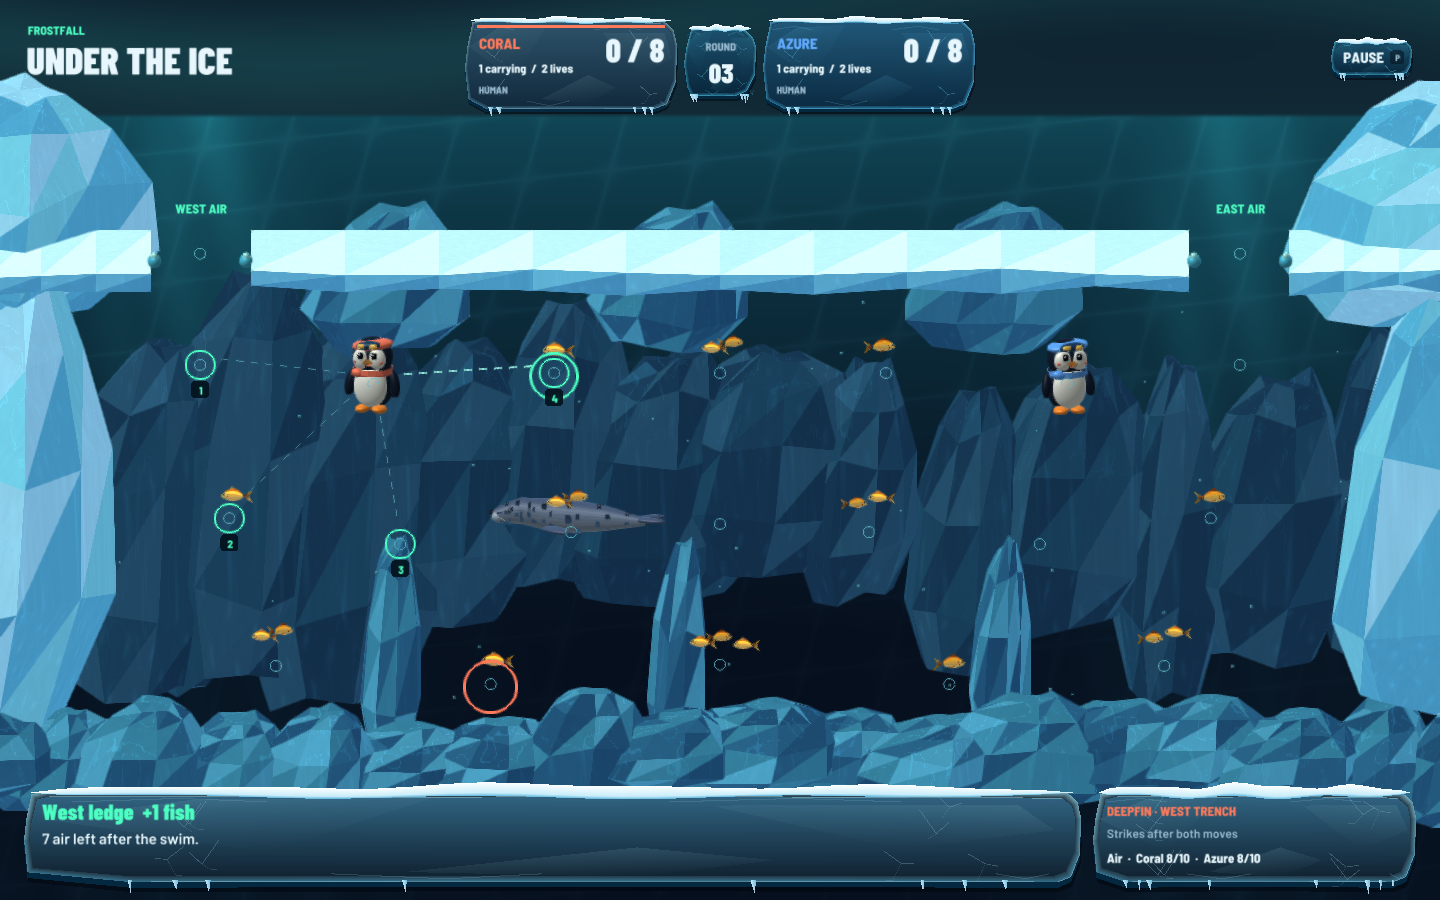 FROSTFALL
UNDER THE ICE
CORAL
0 / 8
1 carrying / 2 lives
HUMAN
ROUND
03
AZURE
0 / 8
1 carrying / 2 lives
HUMAN
PAUSE P
WEST AIR
EAST AIR
1
4
2
3
West ledge +1 fish
7 air left after the swim.
DEEPFIN · WEST TRENCH
Strikes after both moves
Air · Coral 8/10 · Azure 8/10